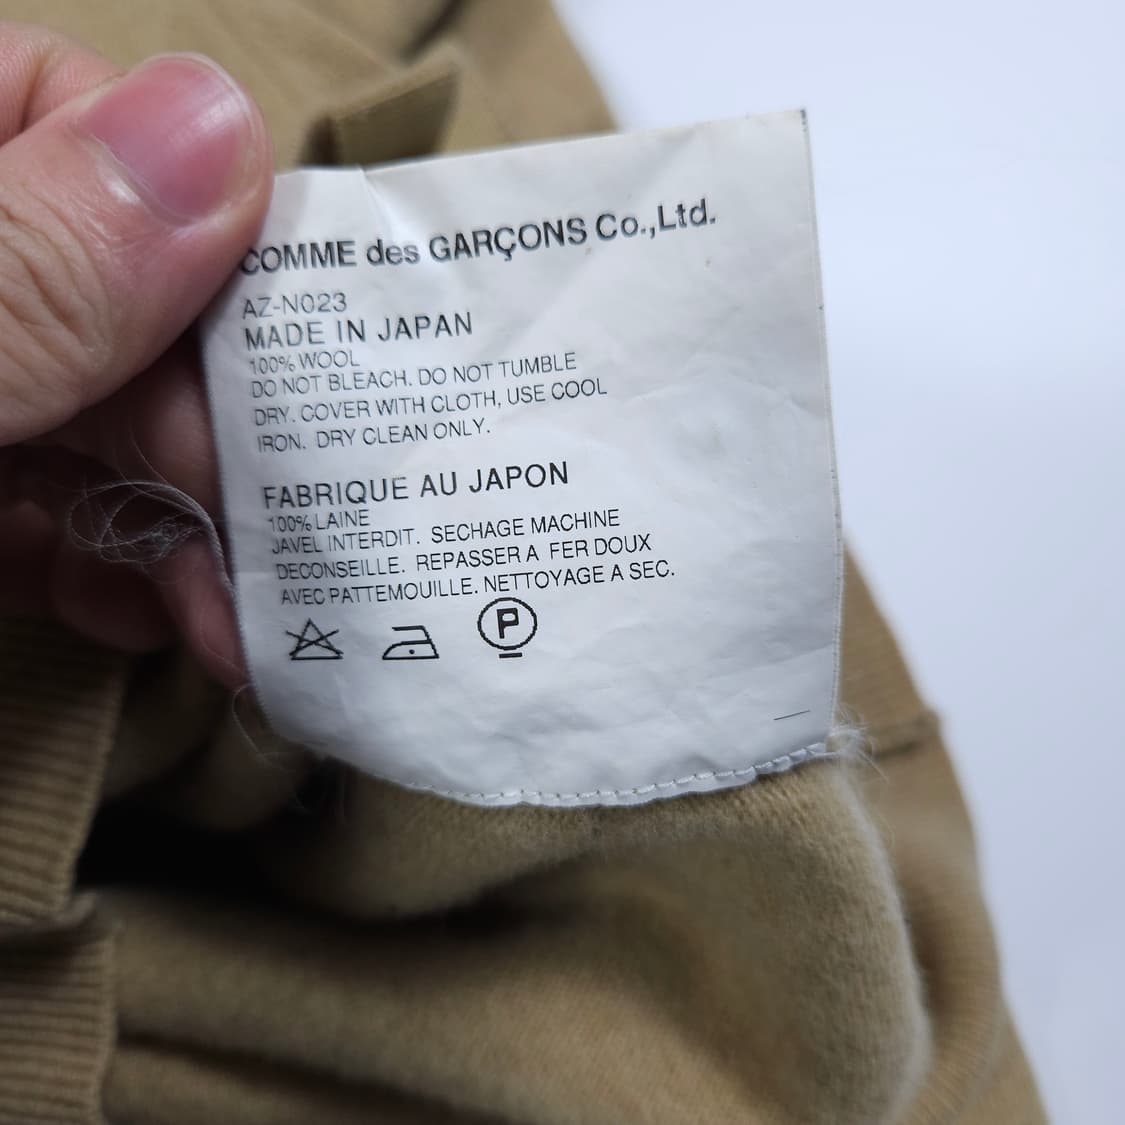 COMME des GARÇONS Co.,Ltd.
AZ-N023
MADE IN JAPAN
100% WOOL
DO NOT BLEACH. DO NOT TUMBLE
DRY. COVER WITH CLOTH, USE COOL
IRON. DRY CLEAN ONLY.
FABRIQUE AU JAPON
100% LAINE
JAVEL INTERDIT. SECHAGE MACHINE
DECONSEILLE. REPASSER A FER DOUX
AVEC PATTEMOUILLE. NETTOYAGE A SEC.
P